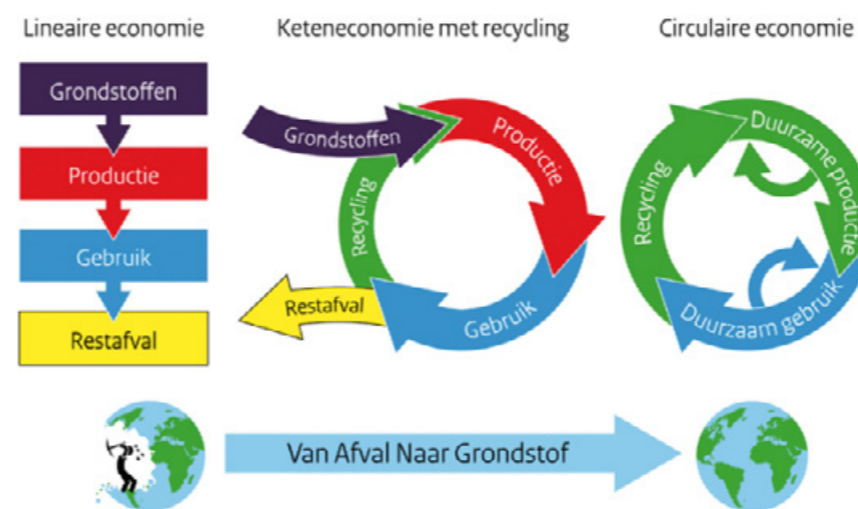 Lineaire economie
Keteneconomie met recycling
Circulaire economie
Grondstoffen
Productie
Gebruik
Restafval
Grondstoffen
Productie
Gebruik
Recycling
Restafval
Duurzame productie
Duurzaam gebruik
Recycling
Van Afval Naar Grondstof